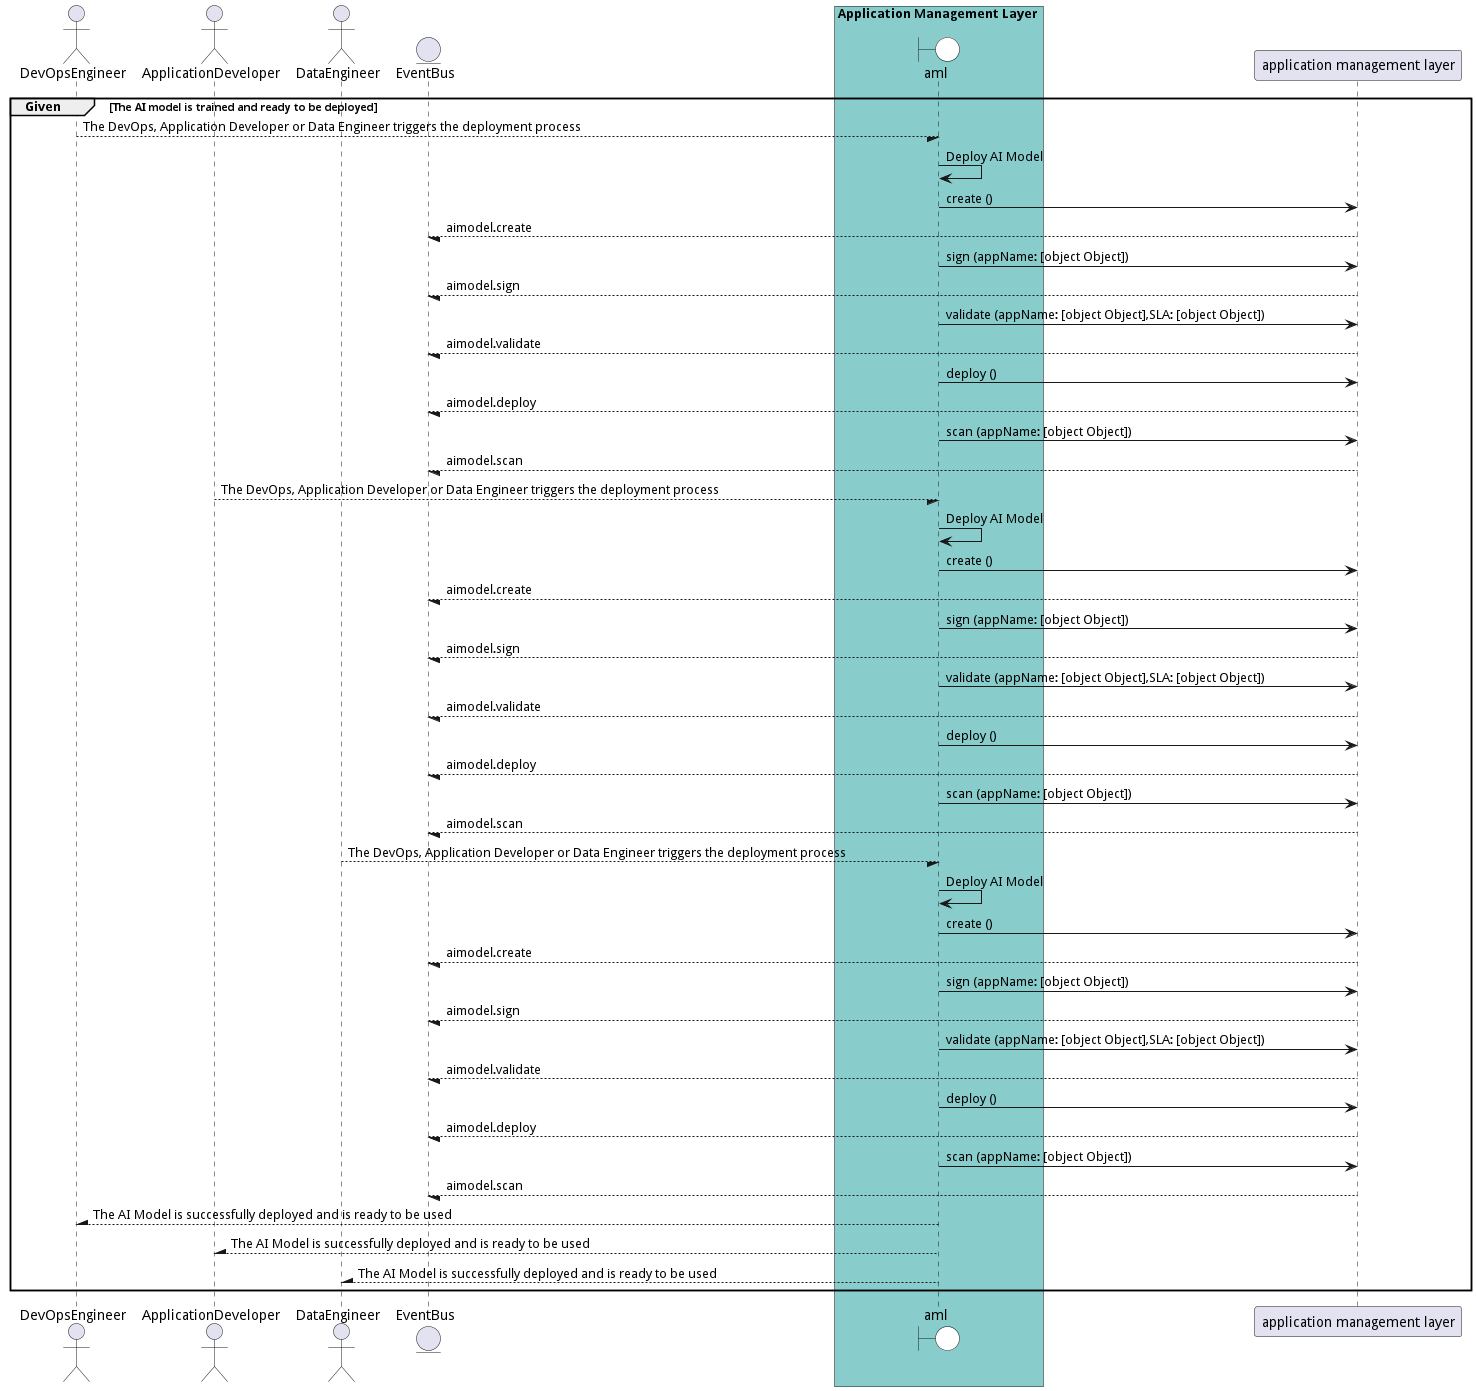 Application Management Layer
DevOpsEngineer ApplicationDeveloper DataEngineer EventBus aml application management layer
Given [The AI model is trained and ready to be deployed]
The DevOps, Application Developer or Data Engineer triggers the deployment process
Deploy AI Model
create ()
aimodel.create
sign (appName: [object Object])
aimodel.sign
validate (appName: [object Object],SLA: [object Object])
aimodel.validate
deploy ()
aimodel.deploy
scan (appName: [object Object])
aimodel.scan
The DevOps, Application Developer or Data Engineer triggers the deployment process
Deploy AI Model
create ()
aimodel.create
sign (appName: [object Object])
aimodel.sign
validate (appName: [object Object],SLA: [object Object])
aimodel.validate
deploy ()
aimodel.deploy
scan (appName: [object Object])
aimodel.scan
The DevOps, Application Developer or Data Engineer triggers the deployment process
Deploy AI Model
create ()
aimodel.create
sign (appName: [object Object])
aimodel.sign
validate (appName: [object Object],SLA: [object Object])
aimodel.validate
deploy ()
aimodel.deploy
scan (appName: [object Object])
aimodel.scan
The AI Model is successfully deployed and is ready to be used
The AI Model is successfully deployed and is ready to be used
The AI Model is successfully deployed and is ready to be used
DevOpsEngineer ApplicationDeveloper DataEngineer EventBus aml application management layer